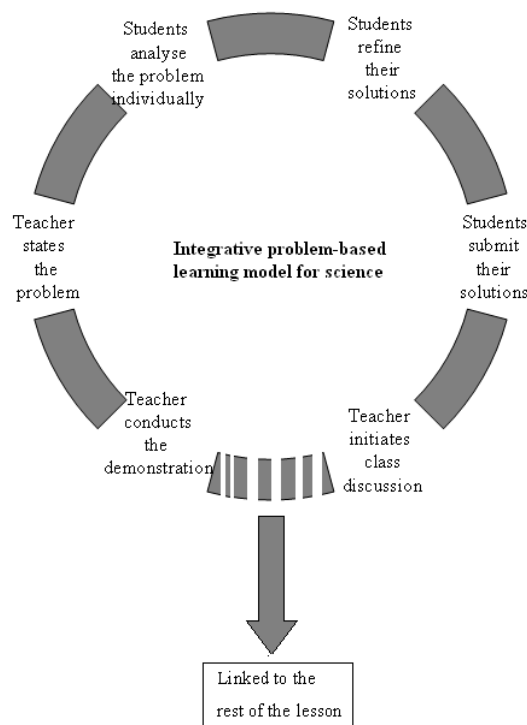 Students
analyse
the problem
individually
Students
refine
their
solutions
Teacher
states
the
problem
Integrative problem-based
learning model for science
Students
submit
their
solutions
Teacher
conducts
the
demonstration
Teacher
initiates
class
discussion
Linked to the
rest of the lesson